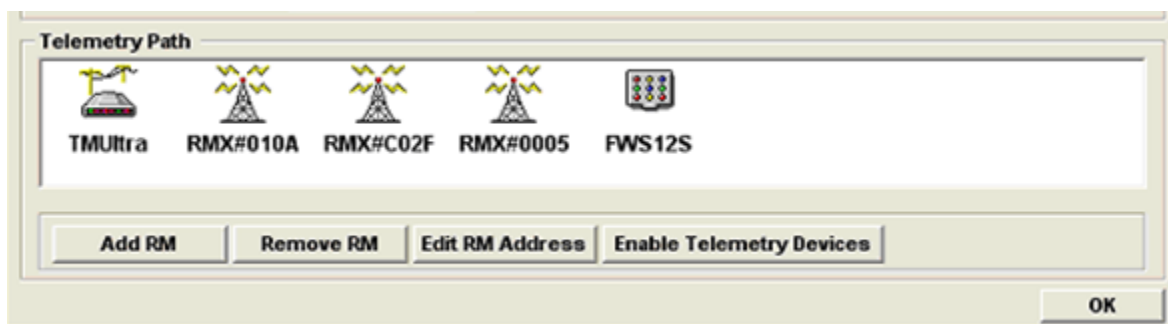 Telemetry Path
TMUltra RMX#010A RMX#C02F RMX#0005 FWS12S
Add RM Remove RM Edit RM Address Enable Telemetry Devices
OK